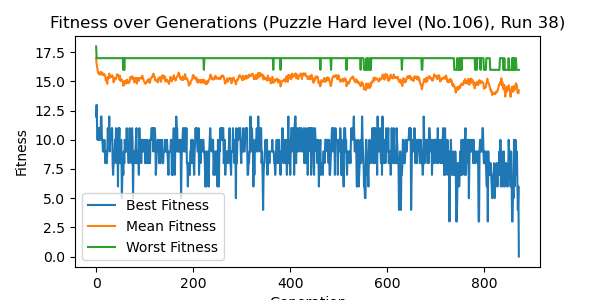 Fitness over Generations (Puzzle Hard level (No.106), Run 38)
17.5
15.0
12.5
10.0
7.5
5.0
2.5
0.0
Fitness
Best Fitness
Mean Fitness
Worst Fitness
0
200
400
600
800
Generation